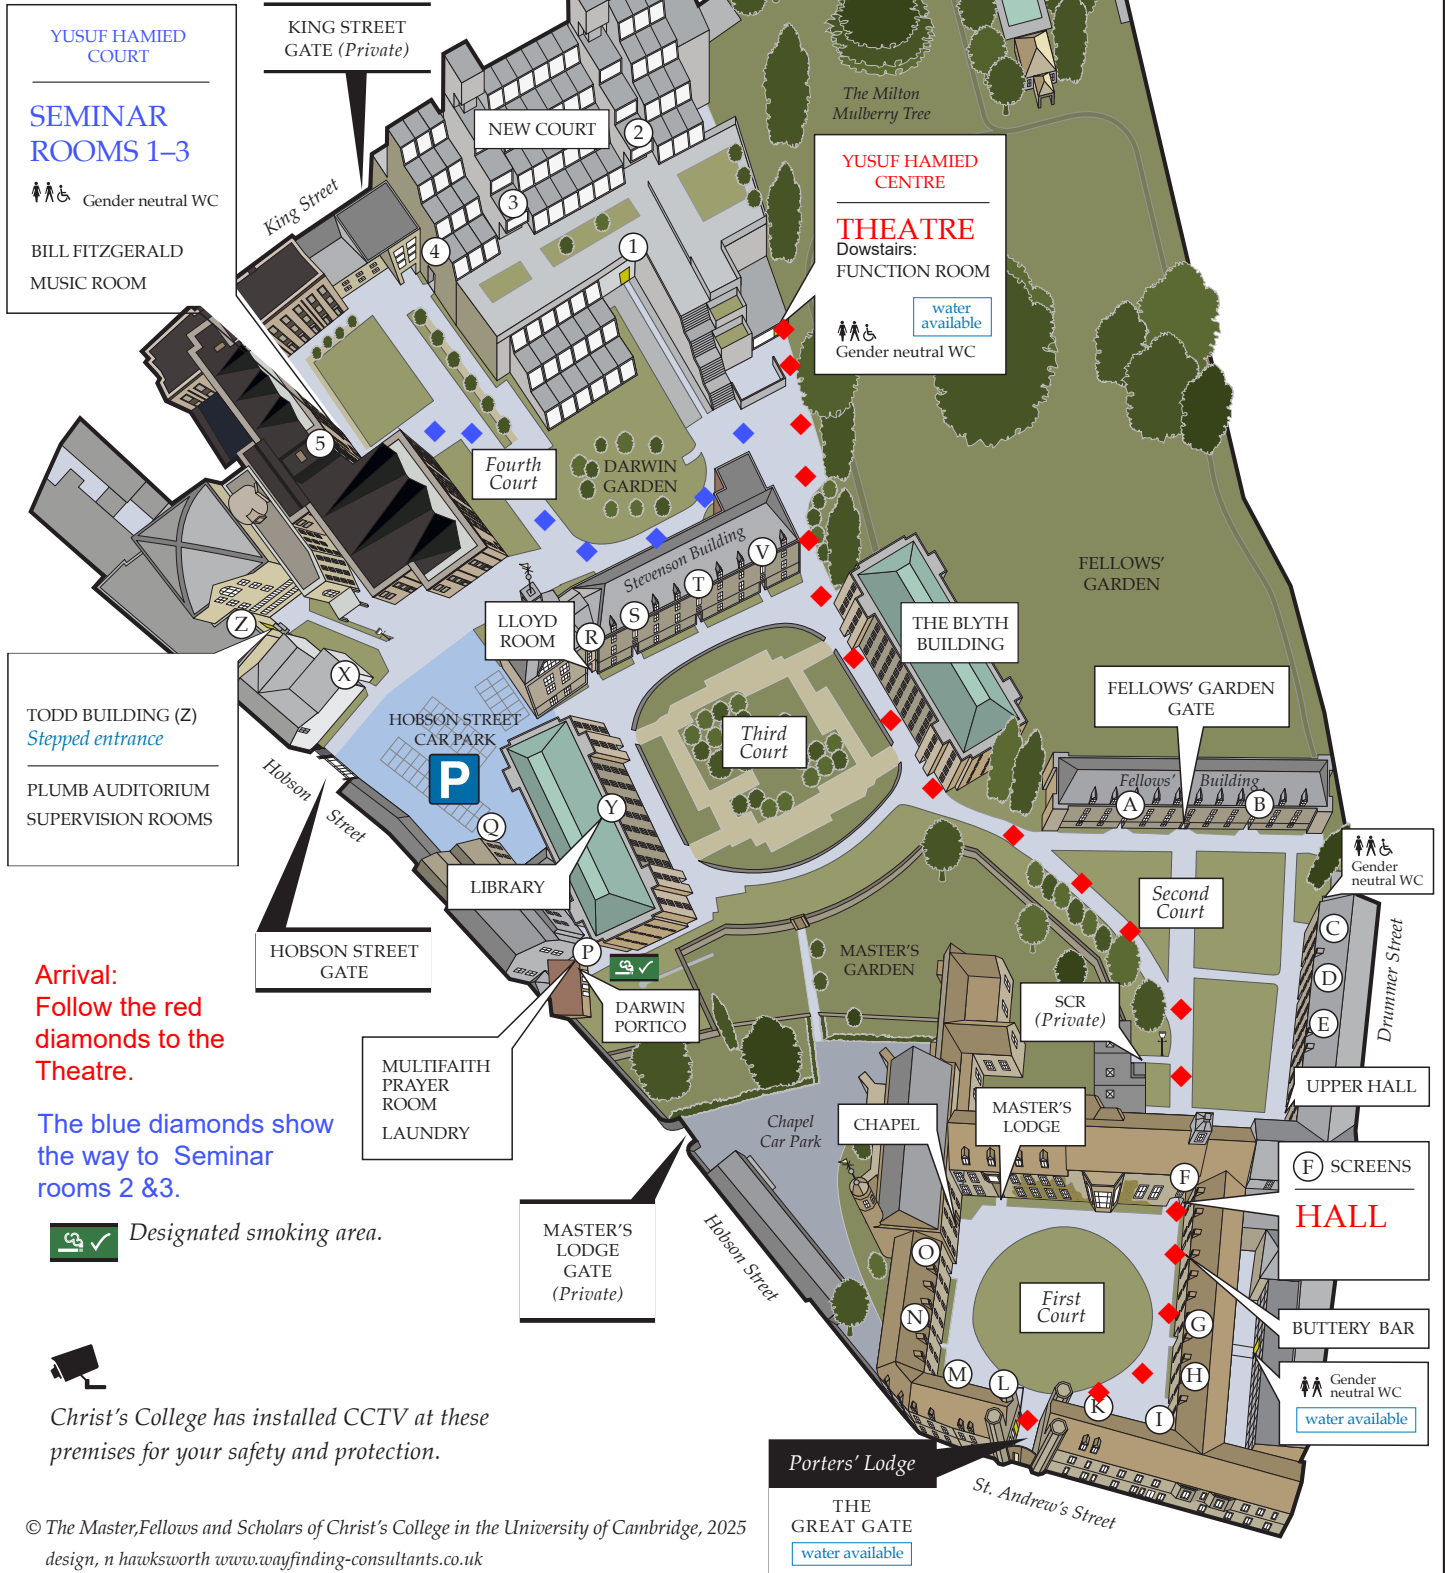 YUSUF HAMIED
COURT
SEMINAR
ROOMS 1–3
Gender neutral WC
BILL FITZGERALD
MUSIC ROOM
KING STREET
GATE (Private)
King Street
NEW COURT
2
3
4
1
5
The Milton
Mulberry Tree
YUSUF HAMIED
CENTRE
THEATRE
Dowstairs:
FUNCTION ROOM
water
available
Gender neutral WC
Fourth
Court
DARWIN
GARDEN
Stevenson Building
V
T
S
R
LLOYD
ROOM
FELLOWS'
GARDEN
THE BLYTH
BUILDING
Z
X
TODD BUILDING (Z)
Stepped entrance
PLUMB AUDITORIUM
SUPERVISION ROOMS
HOBSON STREET
CAR PARK
P
Hobson
Street
Third
Court
FELLOWS' GARDEN
GATE
Fellows' Building
A
B
Q
Y
LIBRARY
HOBSON STREET
GATE
Gender
neutral WC
Second
Court
C
D
E
Drummer Street
MASTER'S
GARDEN
P
DARWIN
PORTICO
SCR
(Private)
Arrival:
Follow the red
diamonds to the
Theatre.
MULTIFAITH
PRAYER
ROOM
LAUNDRY
UPPER HALL
The blue diamonds show
the way to Seminar
rooms 2 &3.
Chapel
Car Park
CHAPEL
MASTER'S
LODGE
F
F SCREENS
HALL
Designated smoking area.
MASTER'S
LODGE
GATE
(Private)
Hobson Street
O
N
M
L
First
Court
G
H
K
I
BUTTERY BAR
Gender
neutral WC
water available
Christ's College has installed CCTV at these
premises for your safety and protection.
Porters' Lodge
THE
GREAT GATE
water available
St. Andrew's Street
© The Master,Fellows and Scholars of Christ's College in the University of Cambridge, 2025
design, n hawksworth www.wayfinding-consultants.co.uk